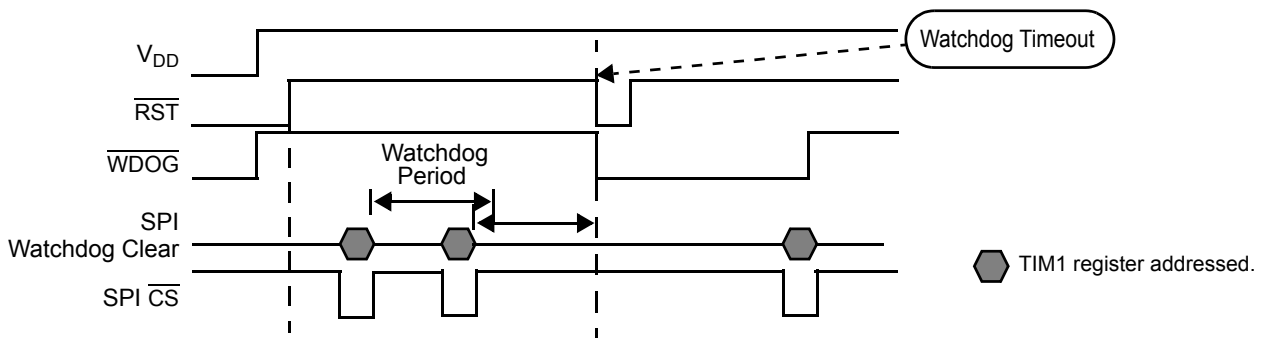 V_DD
Watchdog Timeout
RST
WDOG
Watchdog
Period
SPI
Watchdog Clear
TIM1 register addressed.
SPI CS